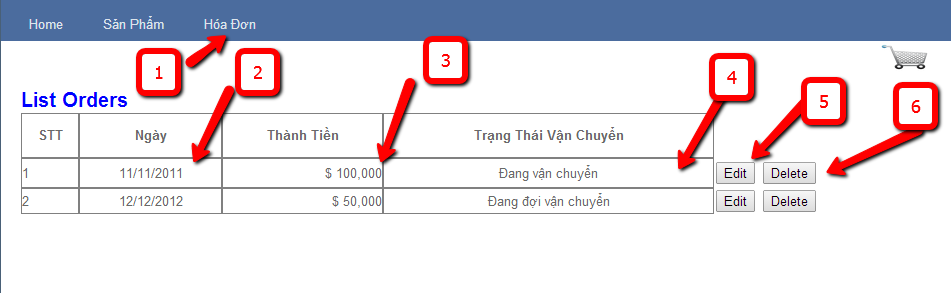 Home Sản Phẩm Hóa Đơn
1 2 3 4 5 6
List Orders
STT Ngày Thành Tiền Trạng Thái Vận Chuyển
1 11/11/2011 $ 100,000 Đang vận chuyển Edit Delete
2 12/12/2012 $ 50,000 Đang đợi vận chuyển Edit Delete